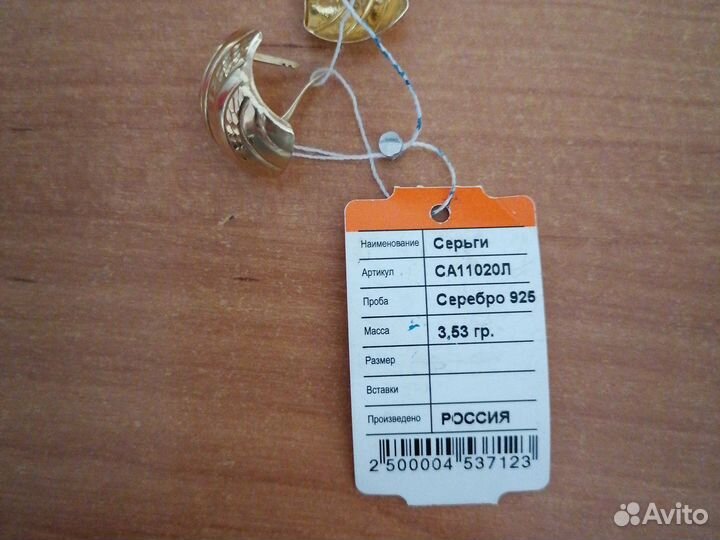 Наименование Серьги
Артикул СА11020Л
Проба Серебро 925
Масса 3,53 гр.
Размер
Вставки
Произведено РОССИЯ
2 500004 537123
Avito